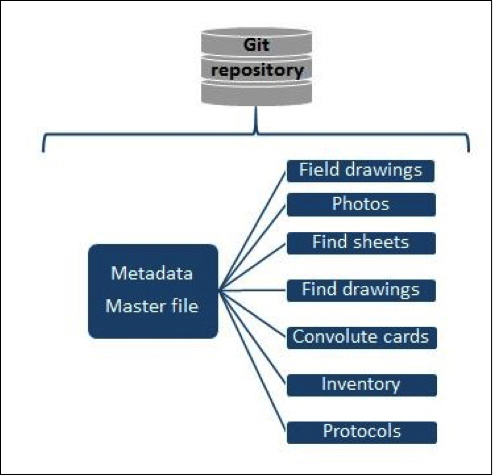 Git
repository
Field drawings
Photos
Find sheets
Metadata
Master file
Find drawings
Convolute cards
Inventory
Protocols